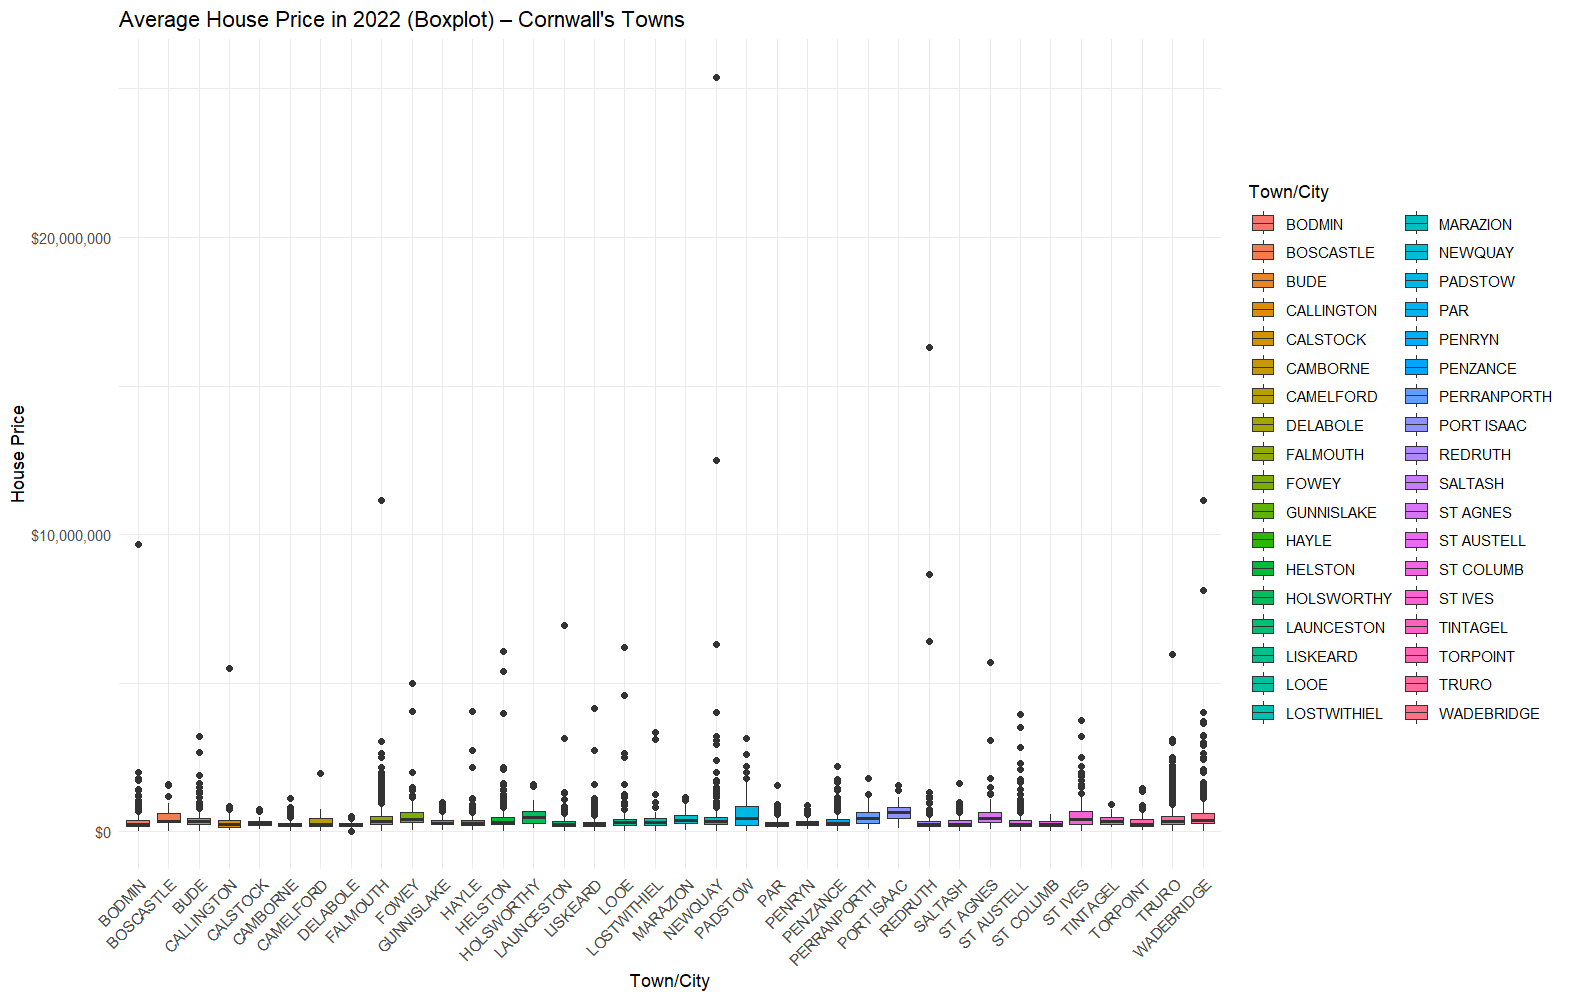 Average House Price in 2022 (Boxplot) – Cornwall's Towns
House Price
$20,000,000
$10,000,000
$0
BODMIN
BOSCASTLE
BUDE
CALLINGTON
CALSTOCK
CAMBORNE
CAMELFORD
DELABOLE
FALMOUTH
FOWEY
GUNNISLAKE
HAYLE
HELSTON
HOLSWORTHY
LAUNCESTON
LISKEARD
LOOE
LOSTWITHIEL
MARAZION
NEWQUAY
PADSTOW
PAR
PENRYN
PENZANCE
PERRANPORTH
PORT ISAAC
REDRUTH
SALTASH
ST AGNES
ST AUSTELL
ST COLUMB
ST IVES
TINTAGEL
TORPOINT
TRURO
WADEBRIDGE
Town/City
Town/City
BODMIN
BOSCASTLE
BUDE
CALLINGTON
CALSTOCK
CAMBORNE
CAMELFORD
DELABOLE
FALMOUTH
FOWEY
GUNNISLAKE
HAYLE
HELSTON
HOLSWORTHY
LAUNCESTON
LISKEARD
LOOE
LOSTWITHIEL
MARAZION
NEWQUAY
PADSTOW
PAR
PENRYN
PENZANCE
PERRANPORTH
PORT ISAAC
REDRUTH
SALTASH
ST AGNES
ST AUSTELL
ST COLUMB
ST IVES
TINTAGEL
TORPOINT
TRURO
WADEBRIDGE